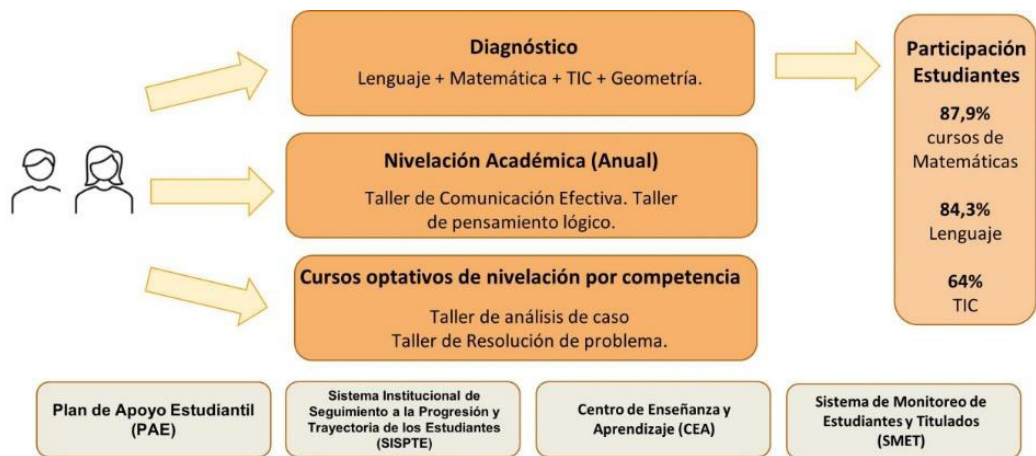 Diagnóstico
Lenguaje + Matemática + TIC + Geometría.
Nivelación Académica (Anual)
Taller de Comunicación Efectiva. Taller
de pensamiento lógico.
Cursos optativos de nivelación por competencia
Taller de análisis de caso
Taller de Resolución de problema.
Participación
Estudiantes
87,9%
cursos de
Matemáticas
84,3%
Lenguaje
64%
TIC
Plan de Apoyo Estudiantil
(PAE)
Sistema Institucional de
Seguimiento a la Progresión y
Trayectoria de los Estudiantes
(SISPTE)
Centro de Enseñanza y
Aprendizaje (CEA)
Sistema de Monitoreo de
Estudiantes y Titulados
(SMET)